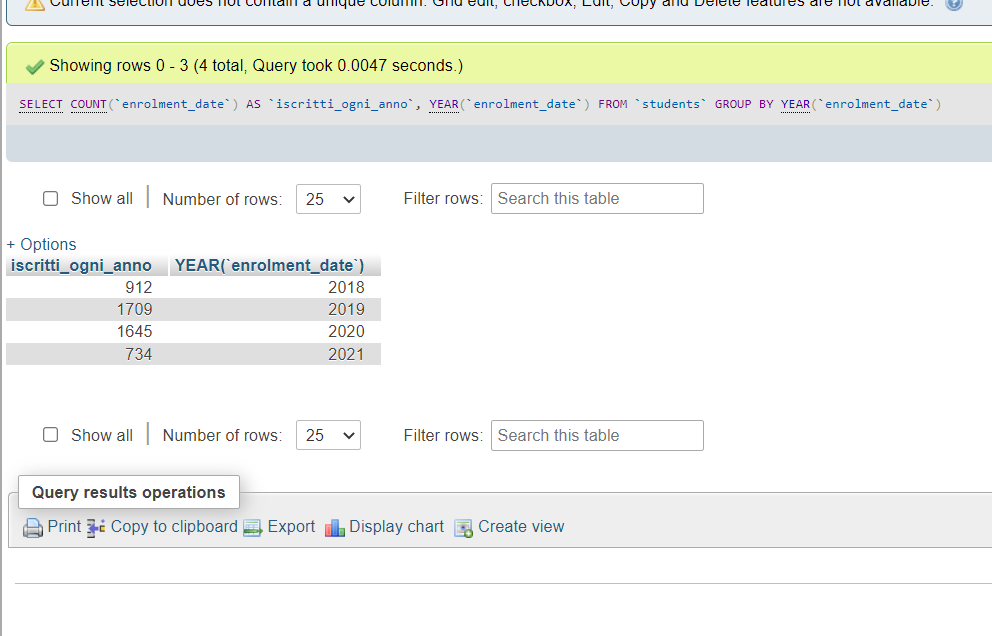 Current selection does not contain a unique column. Grid edit, checkbox, Edit, Copy and Delete features are not available.
Showing rows 0 - 3 (4 total, Query took 0.0047 seconds.)
SELECT COUNT(`enrolment_date`) AS `iscritti_ogni_anno`, YEAR(`enrolment_date`) FROM `students` GROUP BY YEAR(`enrolment_date`)
Show all | Number of rows: 25 Filter rows: Search this table
+ Options
iscritti_ogni_anno YEAR(`enrolment_date`)
912 2018
1709 2019
1645 2020
734 2021
Show all | Number of rows: 25 Filter rows: Search this table
Query results operations
Print Copy to clipboard Export Display chart Create view